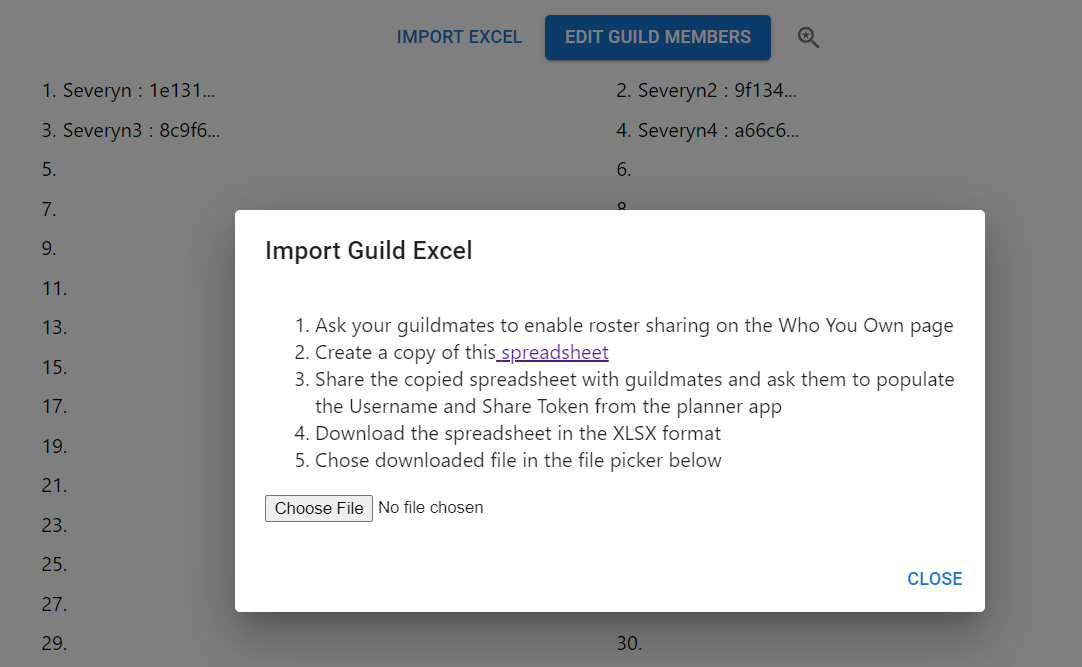 IMPORT EXCEL EDIT GUILD MEMBERS
1. Severyn : 1e131... 2. Severyn2 : 9f134...
3. Severyn3 : 8c9f6... 4. Severyn4 : a66c6...
5. 6.
7. 8
9.
11.
13.
15.
17.
19.
21.
23.
25.
27.
29. 30.
Import Guild Excel
1. Ask your guildmates to enable roster sharing on the Who You Own page
2. Create a copy of this spreadsheet
3. Share the copied spreadsheet with guildmates and ask them to populate
the Username and Share Token from the planner app
4. Download the spreadsheet in the XLSX format
5. Chose downloaded file in the file picker below
Choose File No file chosen
CLOSE